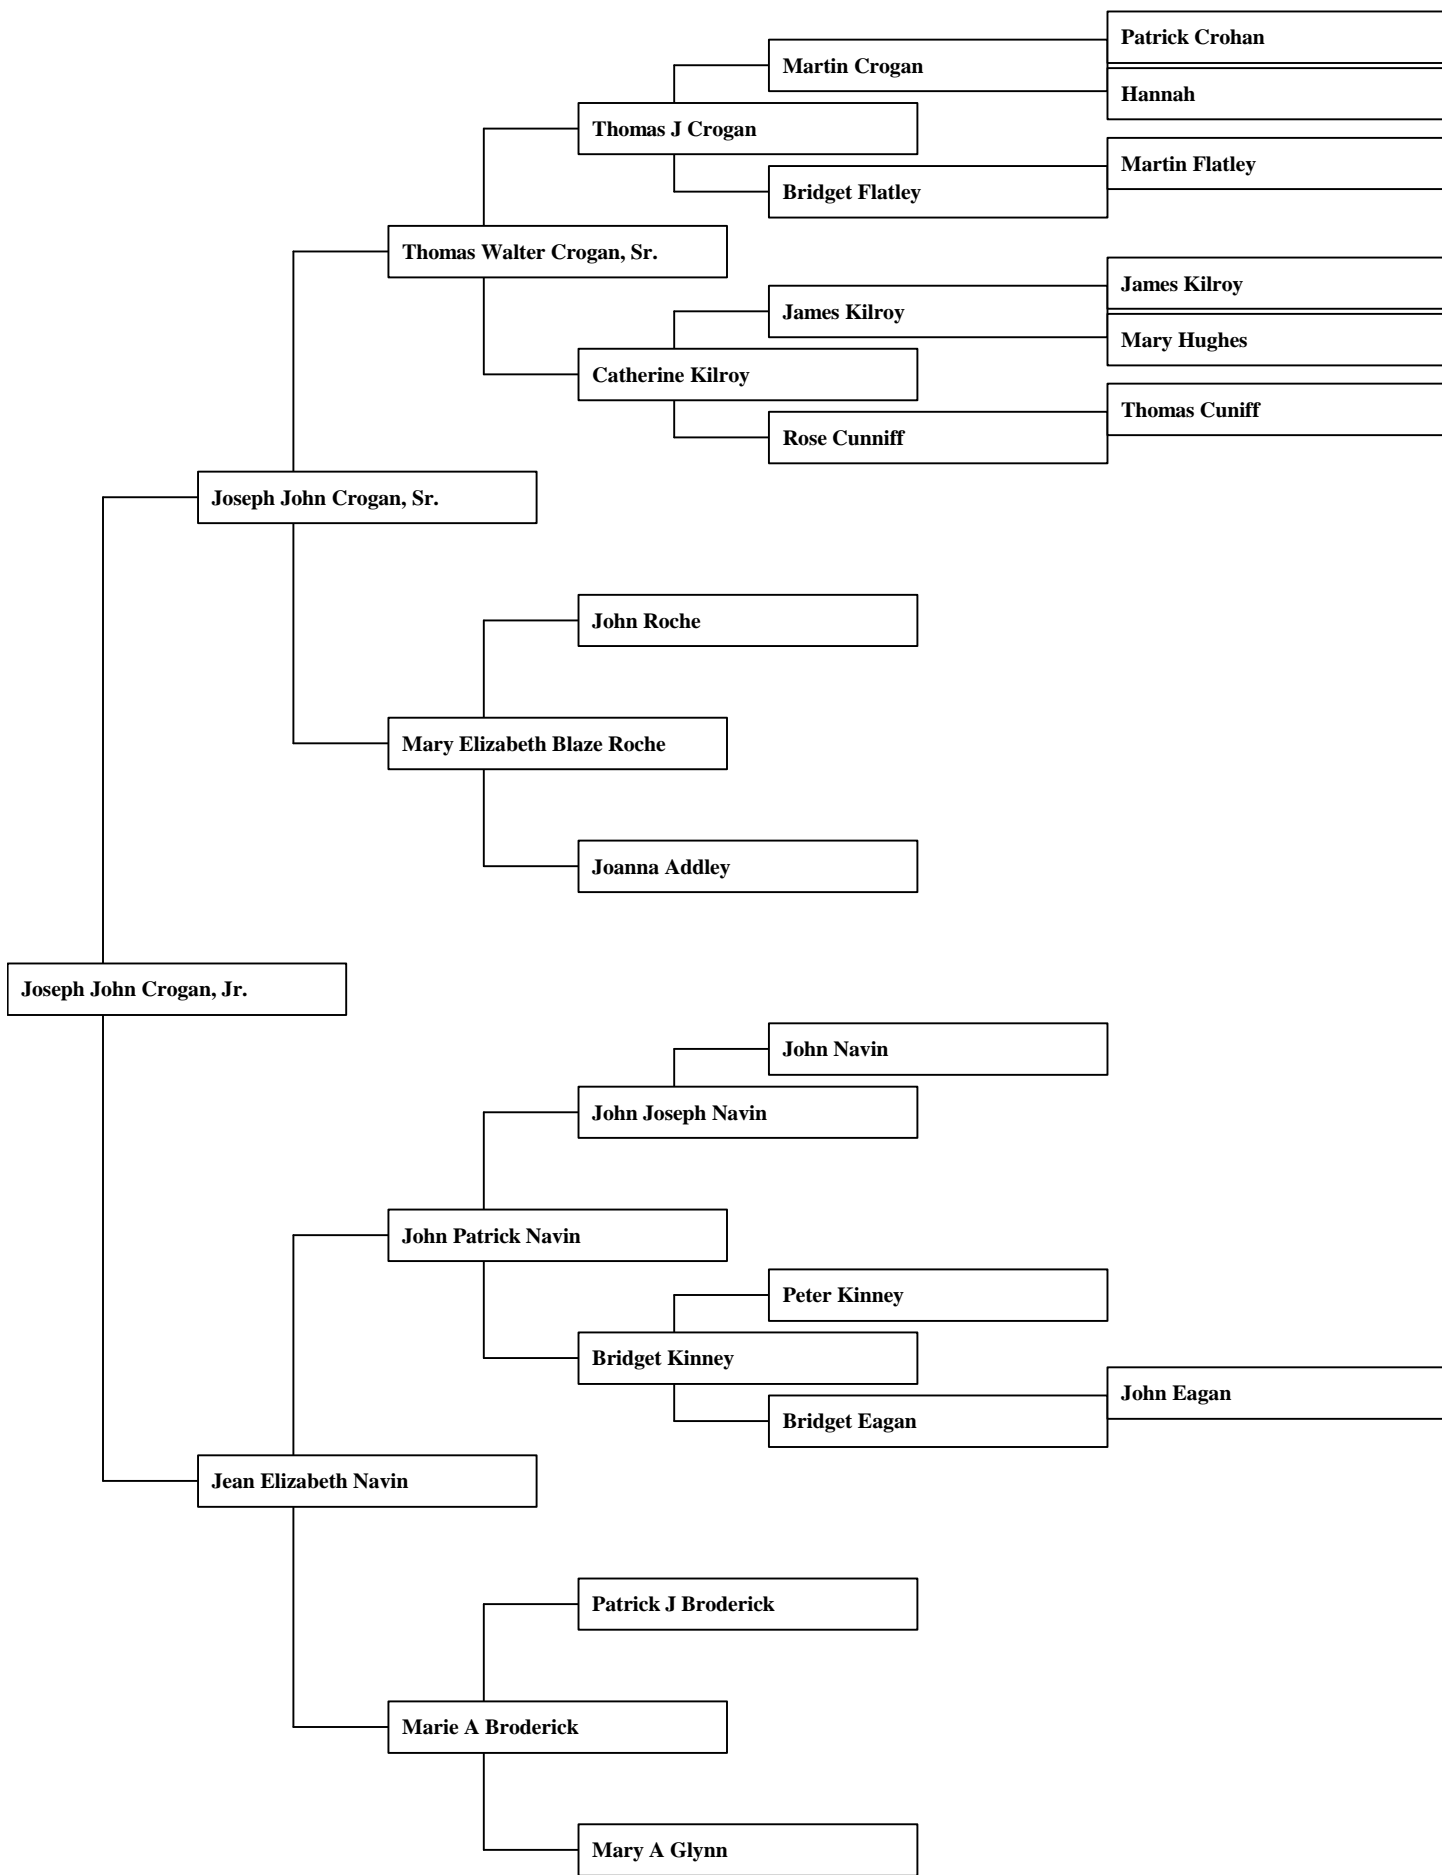 Patrick Crohan
Martin Crogan
Hannah
Thomas J Crogan
Martin Flatley
Bridget Flatley
Thomas Walter Crogan, Sr.
James Kilroy
James Kilroy
Mary Hughes
Catherine Kilroy
Thomas Cuniff
Rose Cunniff
Joseph John Crogan, Sr.
John Roche
Mary Elizabeth Blaze Roche
Joanna Addley
Joseph John Crogan, Jr.
John Navin
John Joseph Navin
John Patrick Navin
Peter Kinney
Bridget Kinney
John Eagan
Bridget Eagan
Jean Elizabeth Navin
Patrick J Broderick
Marie A Broderick
Mary A Glynn